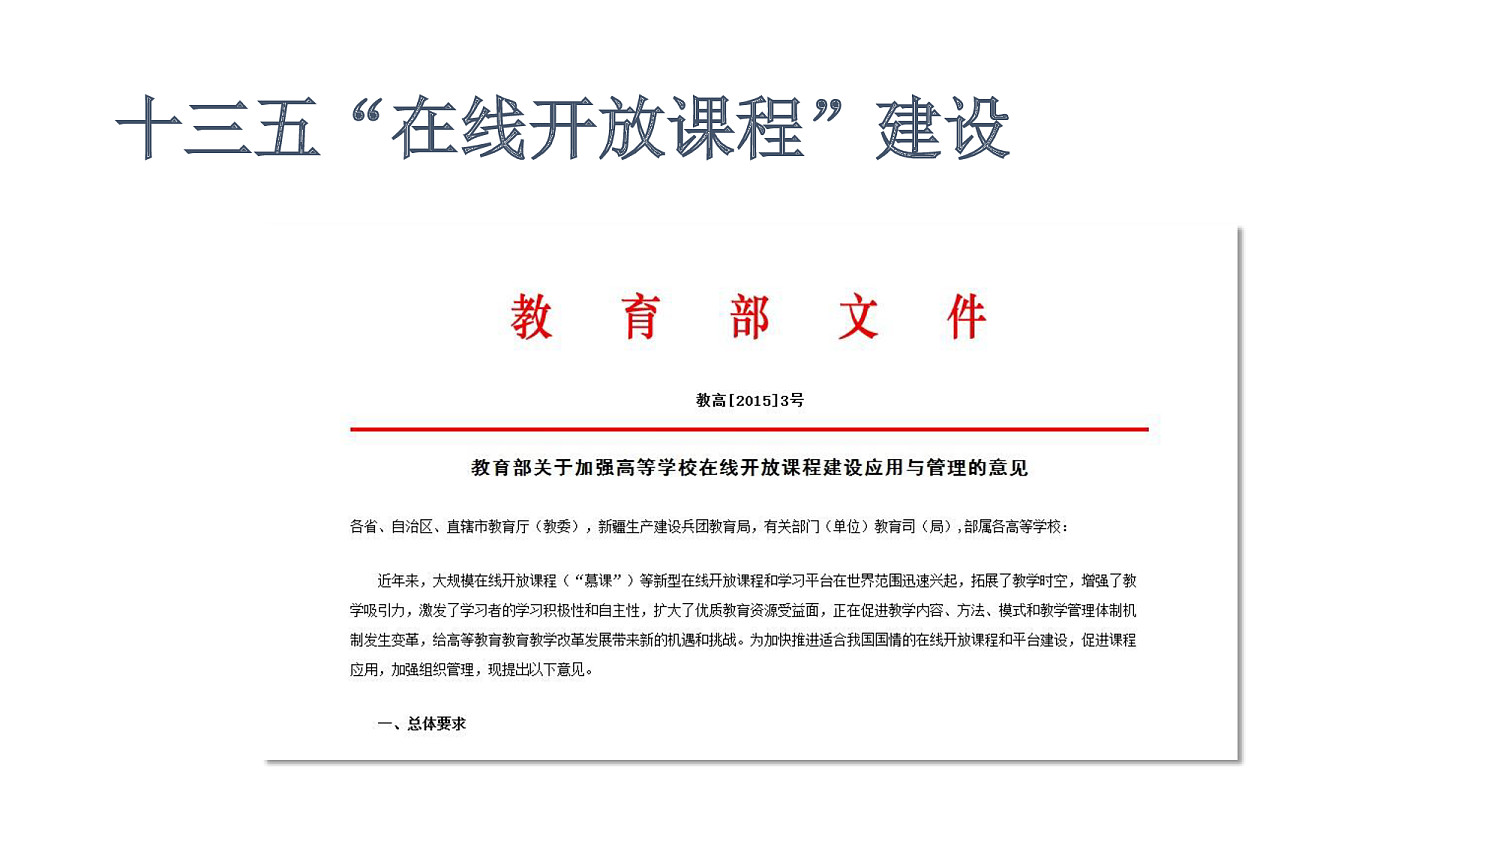 十三五“在线开放课程”建设
教育部文件
教高[2015]3号
教育部关于加强高等学校在线开放课程建设应用与管理的意见
各省、自治区、直辖市教育厅（教委），新疆生产建设兵团教育局，有关部门（单位）教育司（局）,部属各高等学校：
近年来，大规模在线开放课程（“慕课”）等新型在线开放课程和学习平台在世界范围迅速兴起，拓展了教学时空，增强了教
学吸引力，激发了学习者的学习积极性和自主性，扩大了优质教育资源受益面，正在促进教学内容、方法、模式和教学管理体制机
制发生变革，给高等教育教育教学改革发展带来新的机遇和挑战。为加快推进适合我国国情的在线开放课程和平台建设，促进课程
应用，加强组织管理，现提出以下意见。
一、总体要求